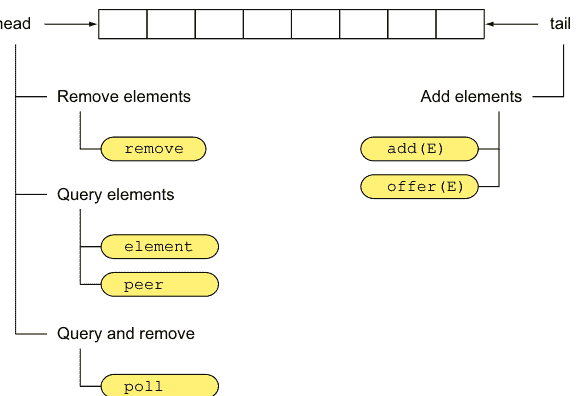 head
tail
Remove elements
Add elements
remove
add(E)
offer(E)
Query elements
element
peer
Query and remove
poll